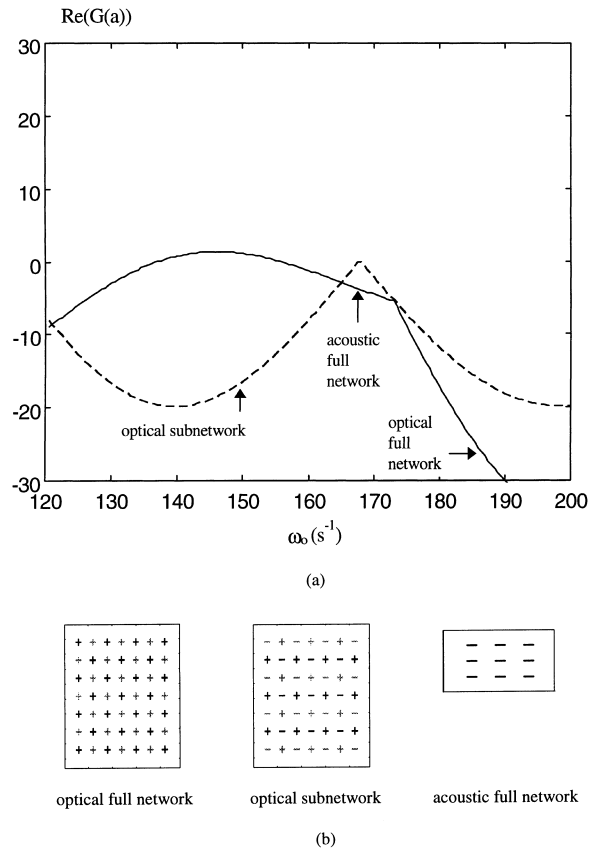 Re(G(a))
30
20
10
0
-10
-20
-30
120
130
140
150
160
170
180
190
200
acoustic
full
network
optical subnetwork
optical
full
network
ω₀ (s⁻¹)
(a)
optical full network
optical subnetwork
acoustic full network
(b)